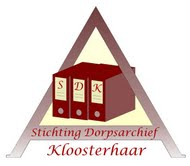 S D K
Stichting Dorpsarchief
Kloosterhaar